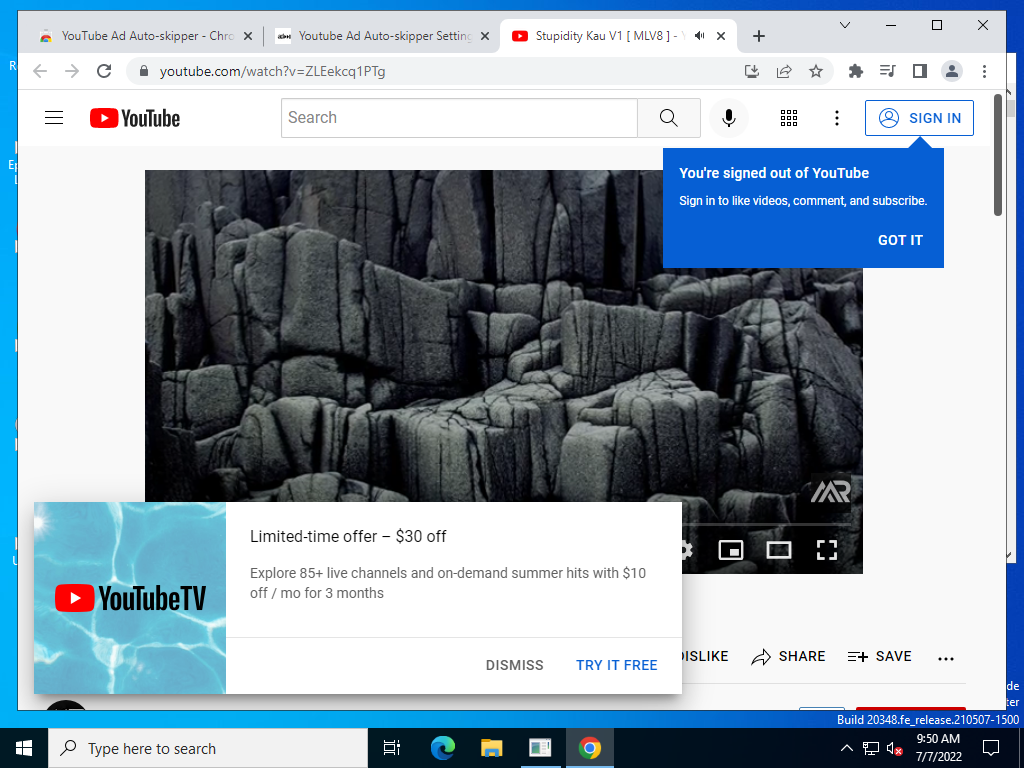 YouTube Ad Auto-skipper - Chro
Youtube Ad Auto-skipper Setting
Stupidity Kau V1 [ MLV8 ] -
youtube.com/watch?v=ZLEekcq1PTg
YouTube
Search
SIGN IN
You're signed out of YouTube
Sign in to like videos, comment, and subscribe.
GOT IT
MR
Limited-time offer – $30 off
Explore 85+ live channels and on-demand summer hits with $10
off / mo for 3 months
YouTubeTV
DISMISS
TRY IT FREE
DISLIKE
SHARE
SAVE
Build 20348.fe_release.210507-1500
Type here to search
9:50 AM
7/7/2022